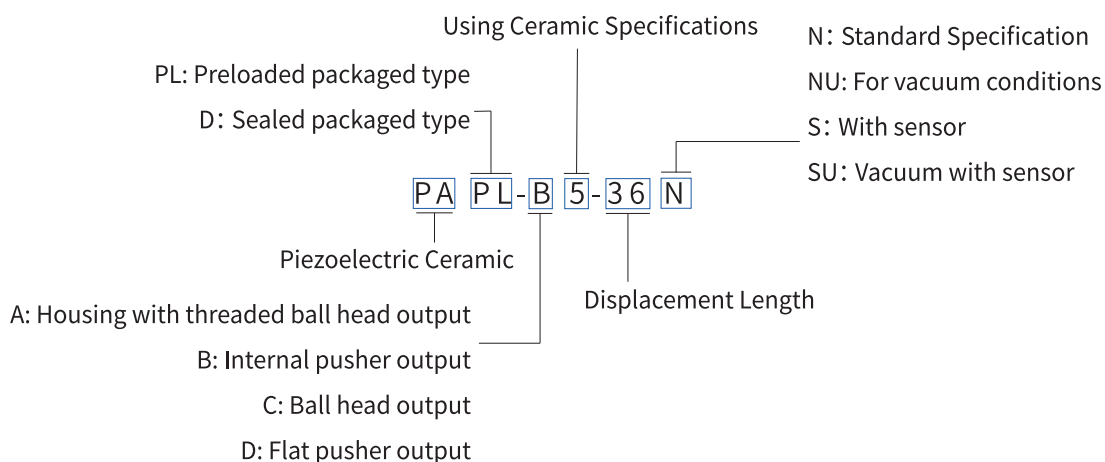 Using Ceramic Specifications
PL: Preloaded packaged type
D: Sealed packaged type
N: Standard Specification
NU: For vacuum conditions
S: With sensor
SU: Vacuum with sensor
PA PL-B 5-36 N
Piezoelectric Ceramic
Displacement Length
A: Housing with threaded ball head output
B: Internal pusher output
C: Ball head output
D: Flat pusher output